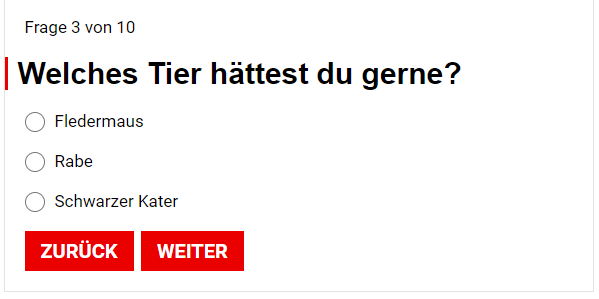 Frage 3 von 10
Welches Tier hättest du gerne?
Fledermaus
Rabe
Schwarzer Kater
ZURÜCK WEITER